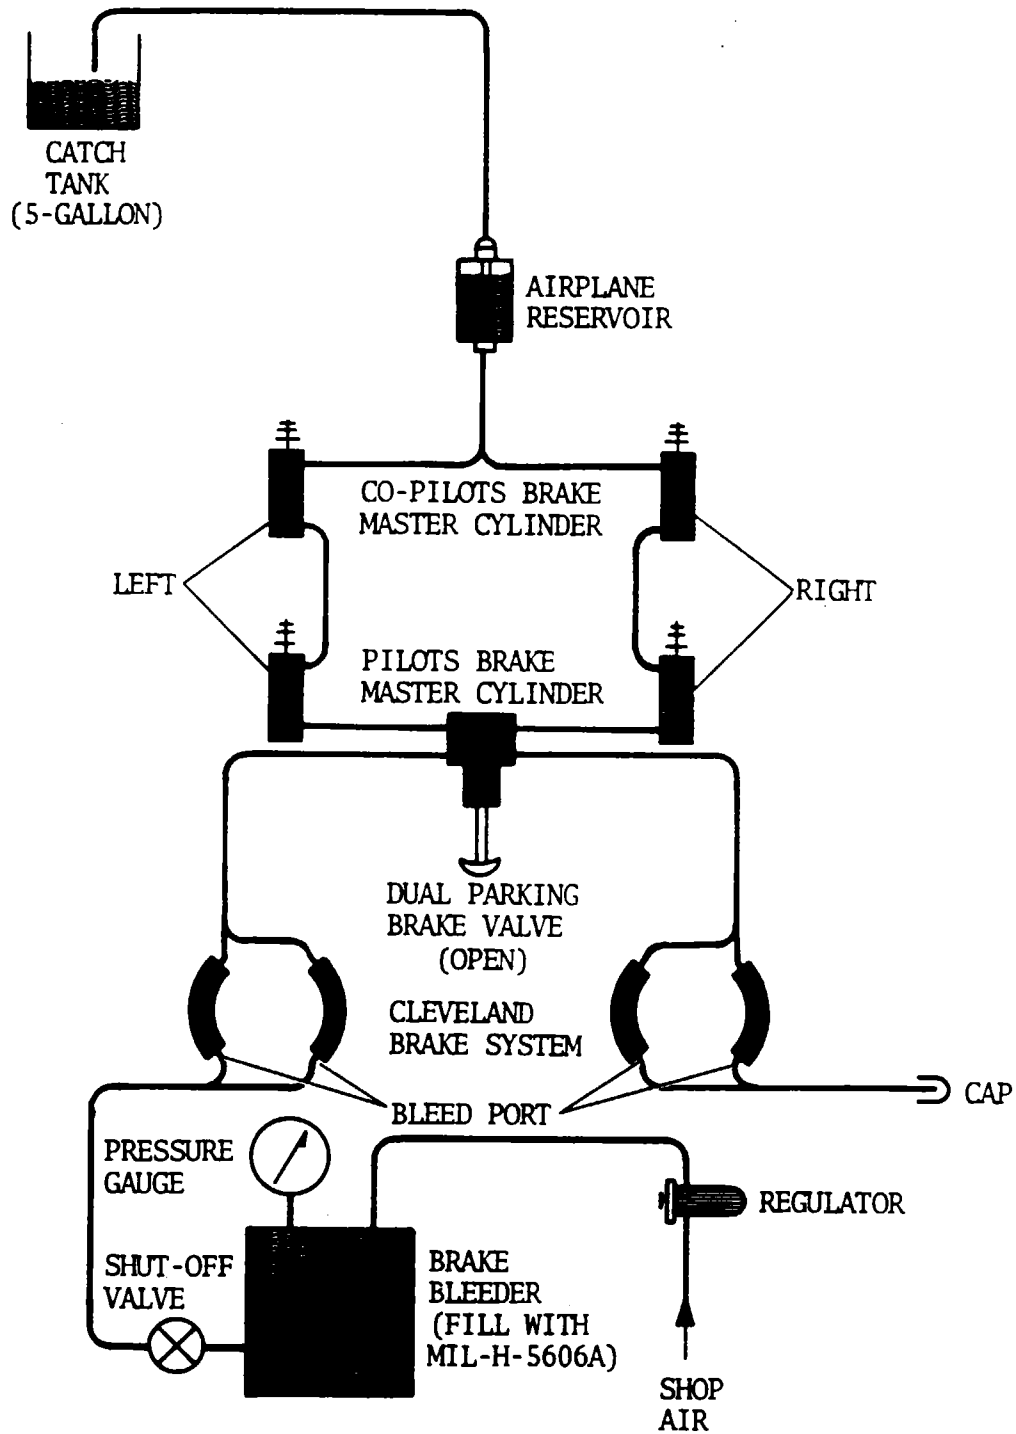 CATCH
TANK
(5-GALLON)
AIRPLANE
RESERVOIR
CO-PILOTS BRAKE
MASTER CYLINDER
LEFT
RIGHT
PILOTS BRAKE
MASTER CYLINDER
DUAL PARKING
BRAKE VALVE
(OPEN)
CLEVELAND
BRAKE SYSTEM
BLEED PORT
CAP
PRESSURE
GAUGE
REGULATOR
SHUT-OFF
VALVE
BRAKE
BLEEDER
(FILL WITH
MIL-H-5606A)
SHOP
AIR